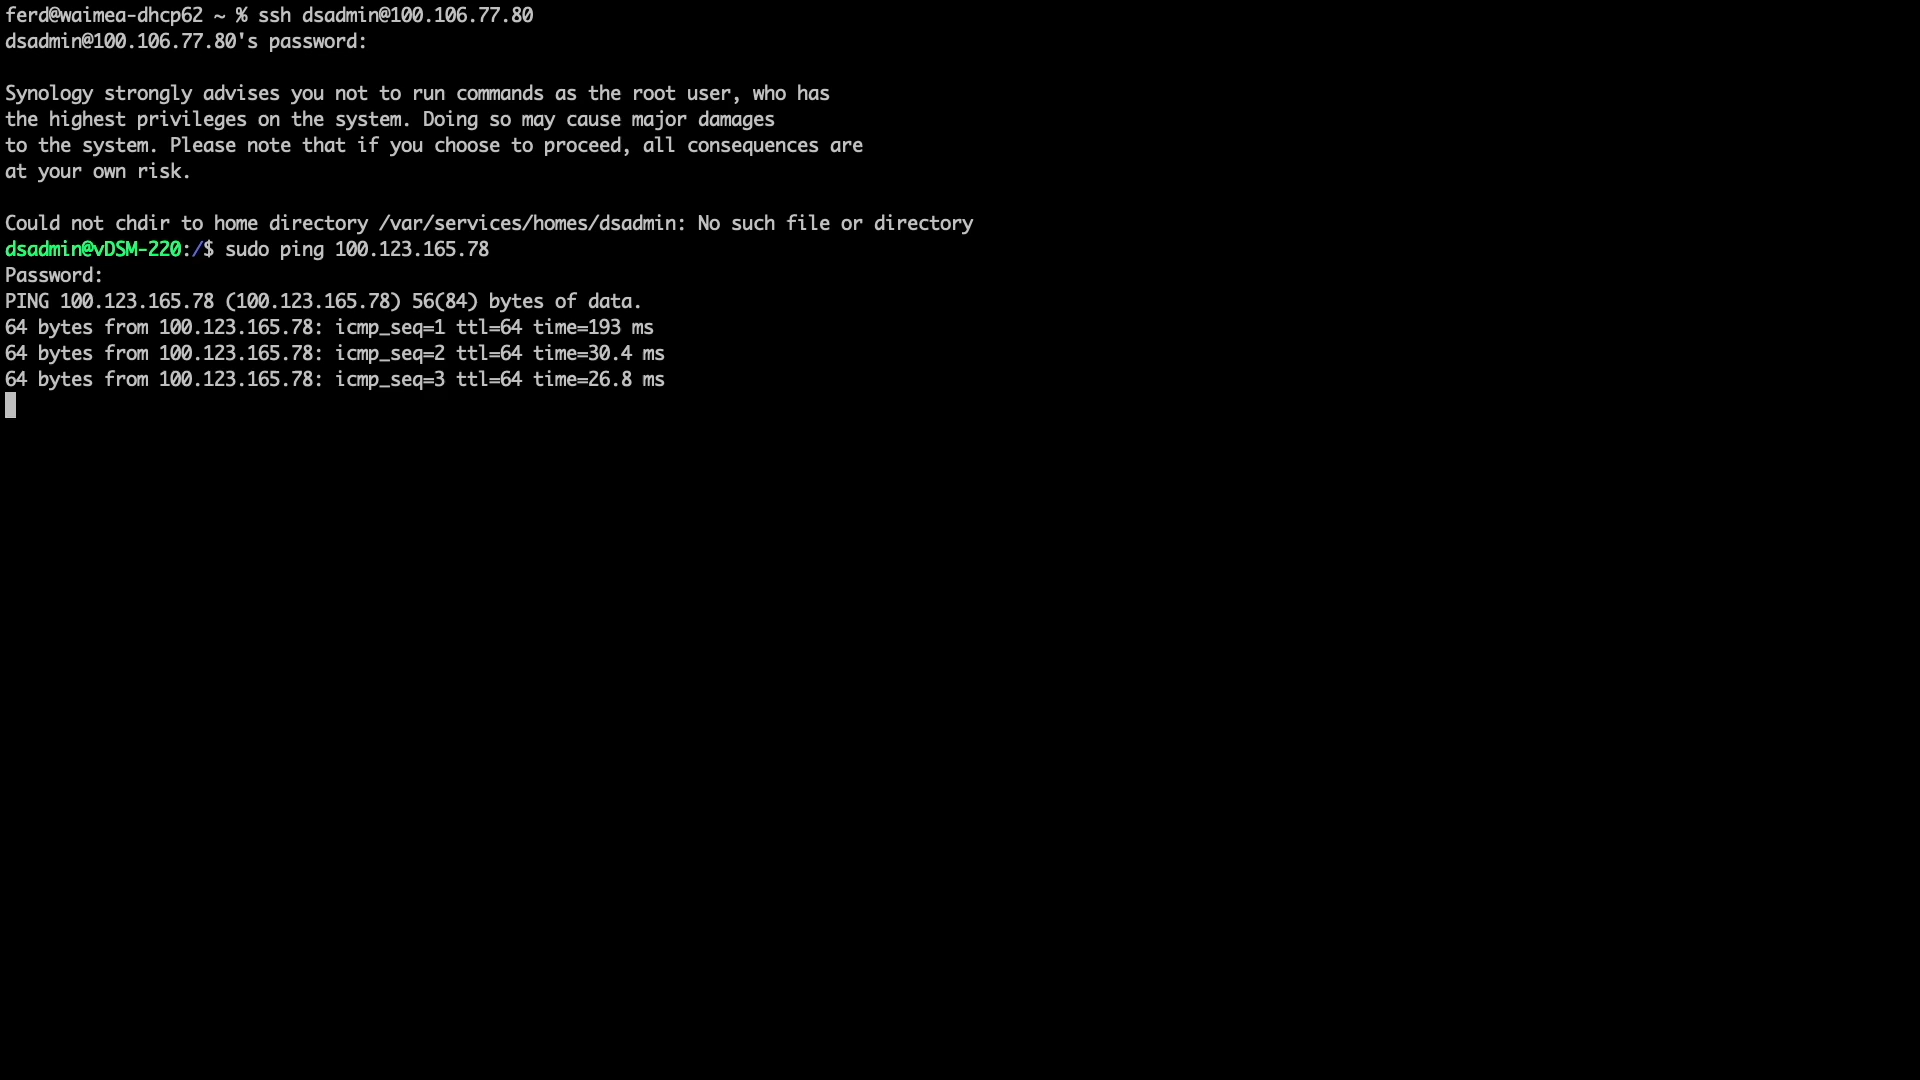 ferd@waimea-dhcp62 ~ % ssh dsadmin@100.106.77.80
dsadmin@100.106.77.80's password:
Synology strongly advises you not to run commands as the root user, who has
the highest privileges on the system. Doing so may cause major damages
to the system. Please note that if you choose to proceed, all consequences are
at your own risk.
Could not chdir to home directory /var/services/homes/dsadmin: No such file or directory
dsadmin@vDSM-220:/$ sudo ping 100.123.165.78
Password:
PING 100.123.165.78 (100.123.165.78) 56(84) bytes of data.
64 bytes from 100.123.165.78: icmp_seq=1 ttl=64 time=193 ms
64 bytes from 100.123.165.78: icmp_seq=2 ttl=64 time=30.4 ms
64 bytes from 100.123.165.78: icmp_seq=3 ttl=64 time=26.8 ms